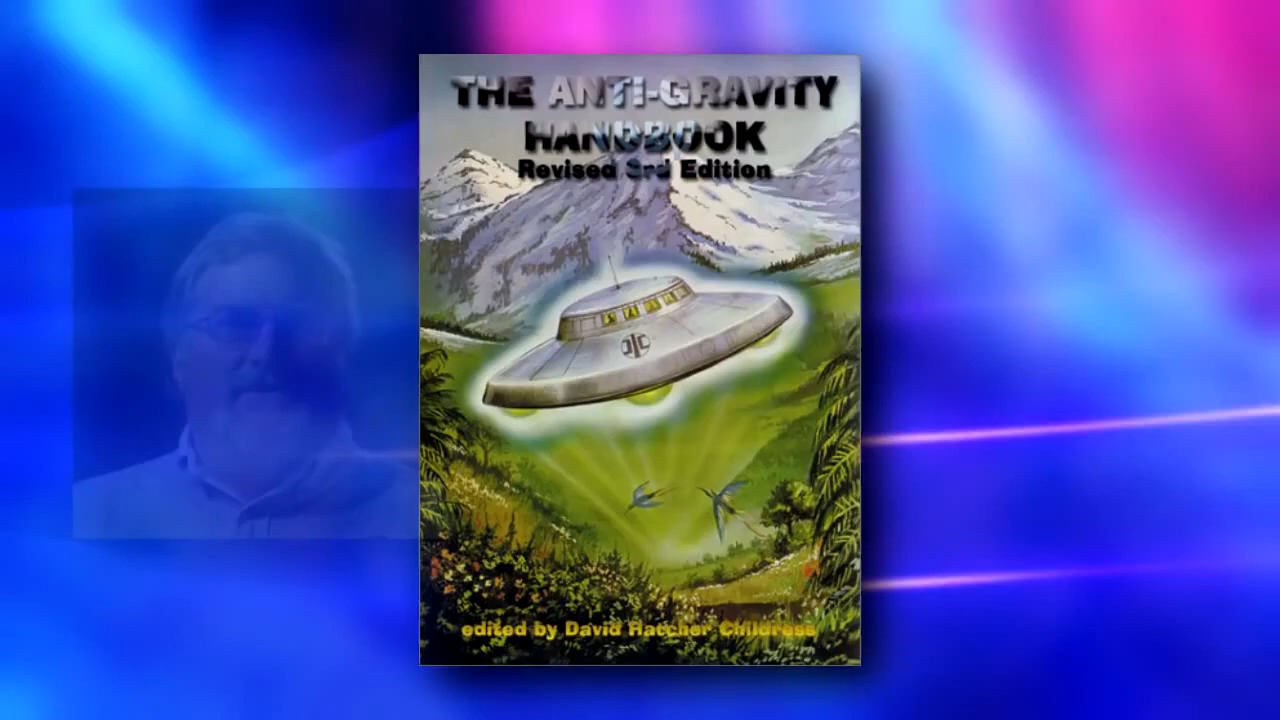 THE ANTI-GRAVITY
HANDBOOK
Revised 3rd Edition
edited by David Hatcher Childress